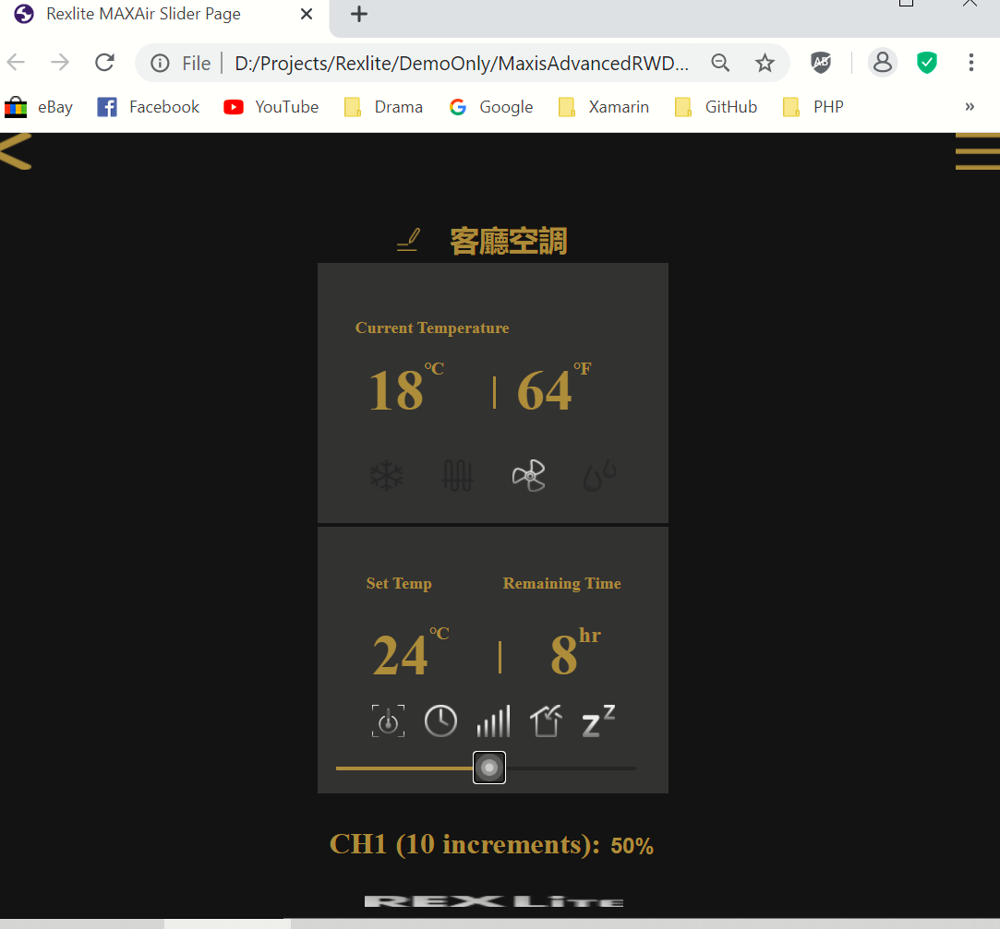 Rexlite MAXAir Slider Page
File D:/Projects/Rexlite/DemoOnly/MaxisAdvancedRWD...
eBay Facebook YouTube Drama Google Xamarin GitHub PHP »
客廳空調
Current Temperature
18°C | 64°F
Set Temp Remaining Time
24°C | 8hr
zz
CH1 (10 increments): 50%
REX LiTE